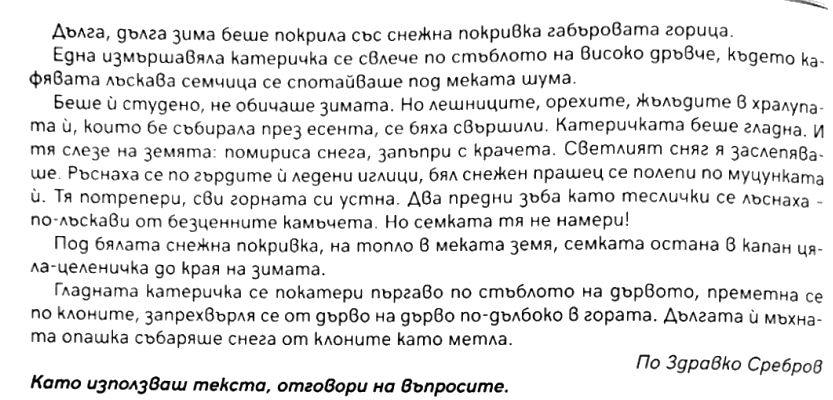 Дълга, дълга зима беше покрила със снежна покривка габъровата горица.
Една измършавяла катеричка се свлече по стъблото на високо дръвче, където ка-
фявата лъскава семчица се спотайваше под меката шума.
Беше ѝ студено, не обичаше зимата. Но лешниците, орехите, жълъдите в хралупа-
та ѝ, които бе събирала през есента, се бяха свършили. Катеричката беше гладна. И
тя слезе на земята: помириса снега, запъпри с крачета. Светлият сняг я заслепява-
ше. Ръснаха се по гърдите ѝ ледени иглици, бял снежен прашец се полепи по муцунката
ѝ. Тя потрепери, сви горната си устна. Два предни зъба като теслички се лъснаха -
по-лъскави от безценните камъчета. Но семката тя не намери!
Под бялата снежна покривка, на топло в меката земя, семката остана в капан ця-
ла-целеничка до края на зимата.
Гладната катеричка се покатери пъргаво по стъблото на дървото, преметна се
по клоните, запрехвърля се от дърво на дърво по-дълбоко в гората. Дългата ѝ мъхна-
та опашка събаряше снега от клоните като метла.
По Здравко Сребров
Като използваш текста, отговори на въпросите.